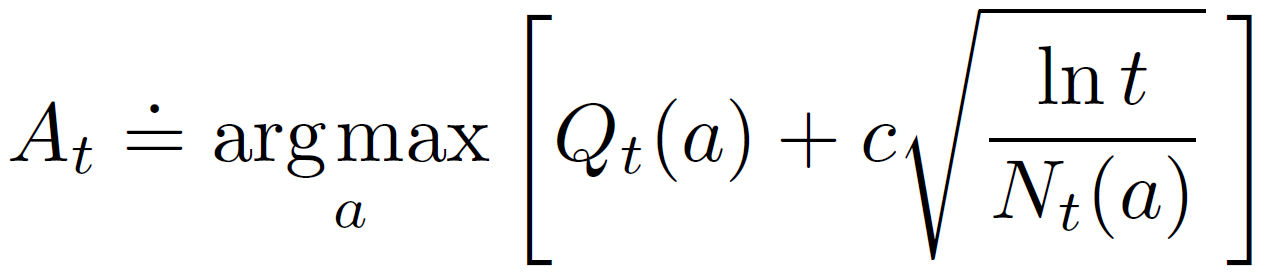 A_t ≐ argmax_a [ Q_t(a) + c √( ln t / N_t(a) ) ]